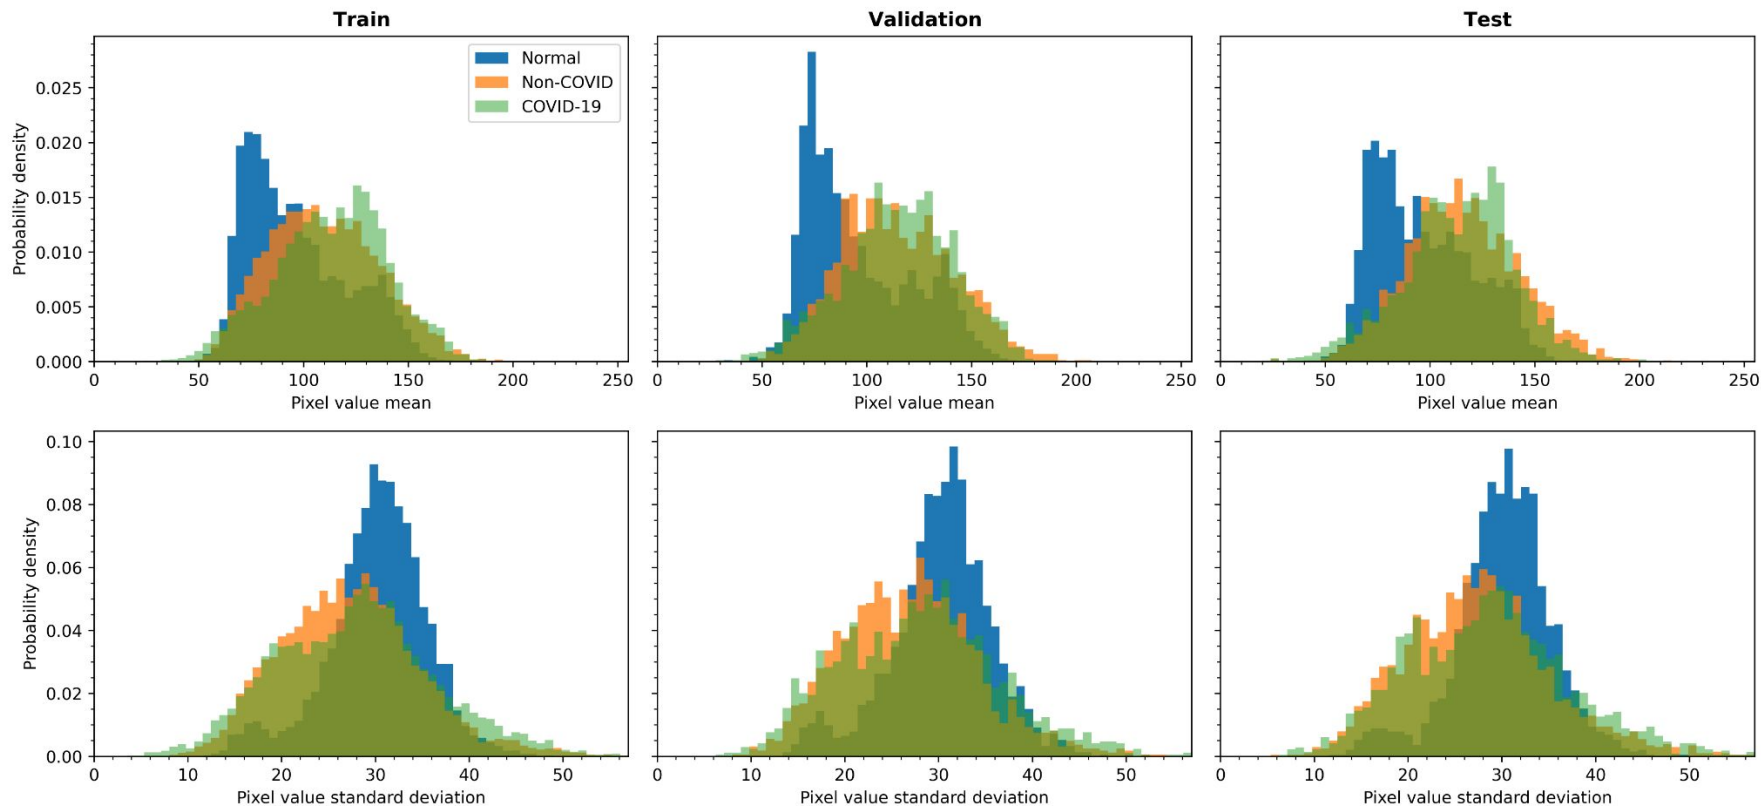 Train
Validation
Test
Normal
Non-COVID
COVID-19
Probability density
0.025
0.020
0.015
0.010
0.005
0.000
0 50 100 150 200 250
0 50 100 150 200 250
0 50 100 150 200 250
Pixel value mean
Pixel value mean
Pixel value mean
Probability density
0.10
0.08
0.06
0.04
0.02
0.00
0 10 20 30 40 50
0 10 20 30 40 50
0 10 20 30 40 50
Pixel value standard deviation
Pixel value standard deviation
Pixel value standard deviation